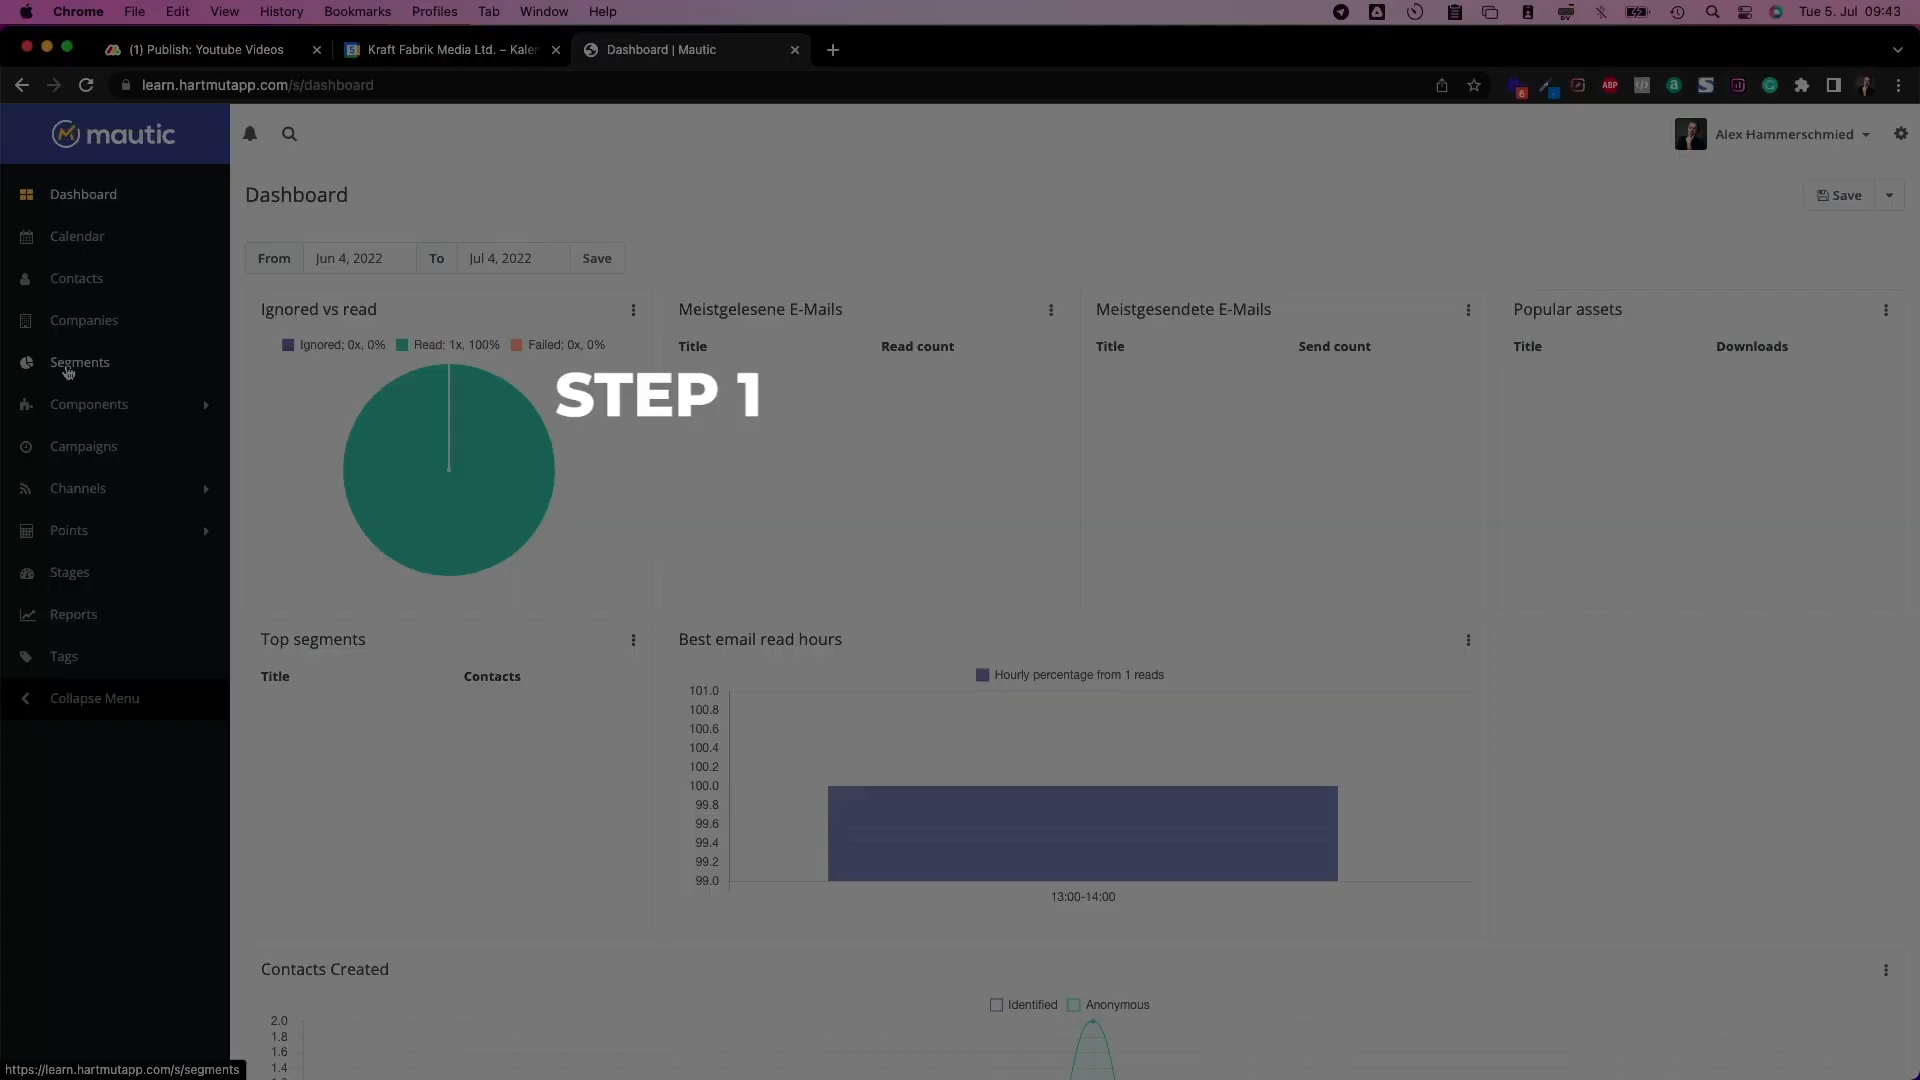 Chrome File Edit View History Bookmarks Profiles Tab Window Help
Tue 5. Jul 09:43
(1) Publish: Youtube Videos
Kraft Fabrik Media Ltd. – Kalen
Dashboard | Mautic
learn.hartmutapp.com/s/dashboard
6
ABP
mautic
Alex Hammerschmied
Dashboard
Calendar
Contacts
Companies
Segments
Components
Campaigns
Channels
Points
Stages
Reports
Tags
Collapse Menu
Dashboard
Save
From Jun 4, 2022 To Jul 4, 2022 Save
Ignored vs read
Ignored; 0x, 0% Read; 1x, 100% Failed; 0x, 0%
Meistgelesene E-Mails
Title Read count
Meistgesendete E-Mails
Title Send count
Popular assets
Title Downloads
STEP 1
Top segments
Title Contacts
Best email read hours
Hourly percentage from 1 reads
101.0
100.8
100.6
100.4
100.2
100.0
99.8
99.6
99.4
99.2
99.0
13:00-14:00
Contacts Created
Identified Anonymous
2.0
1.8
1.6
1.4
https://learn.hartmutapp.com/s/segments